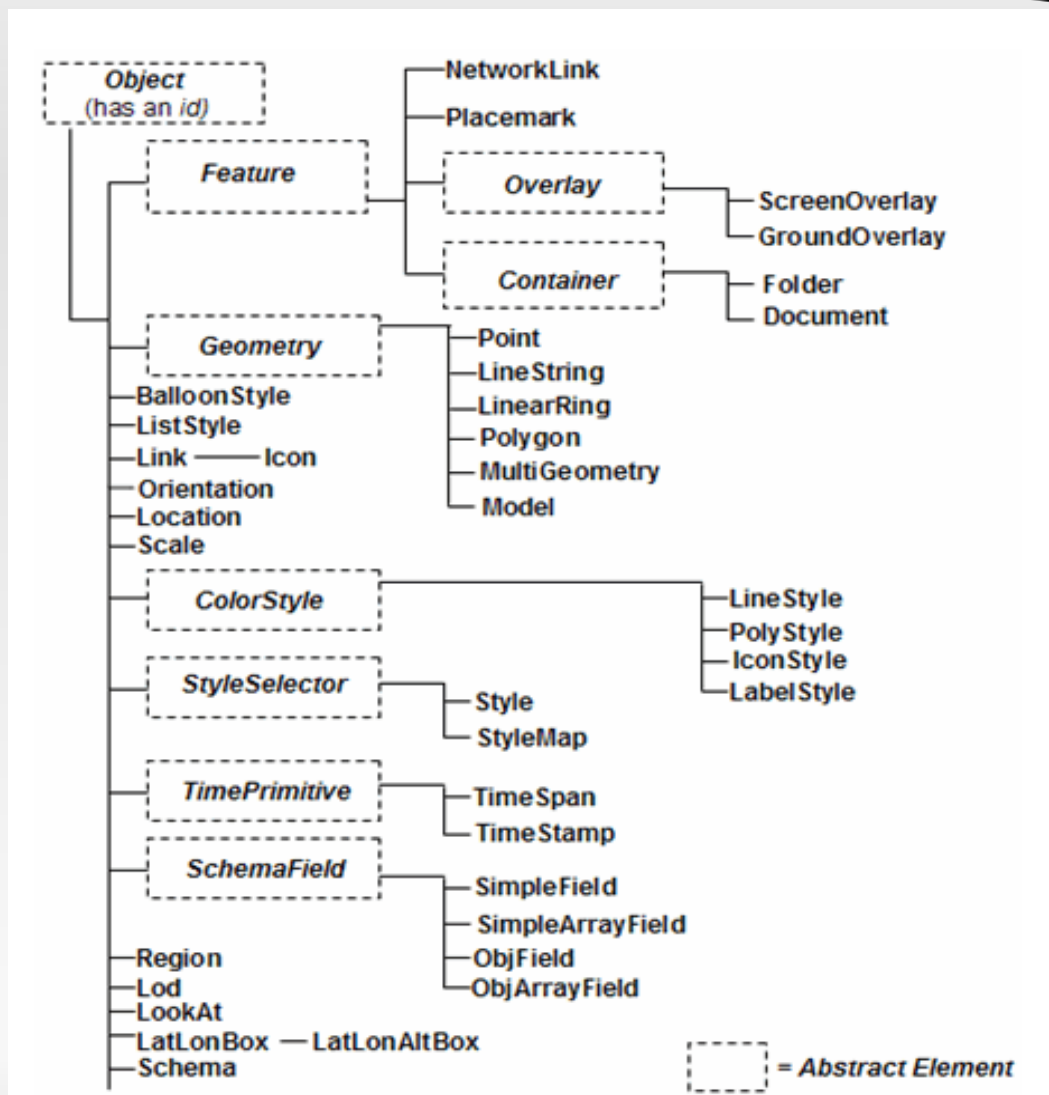 Object
(has an id)
NetworkLink
Placemark
Feature
Overlay
ScreenOverlay
GroundOverlay
Container
Folder
Document
Geometry
Point
LineString
LinearRing
Polygon
MultiGeometry
Model
BalloonStyle
ListStyle
Link
Icon
Orientation
Location
Scale
ColorStyle
LineStyle
PolyStyle
IconStyle
LabelStyle
StyleSelector
Style
StyleMap
TimePrimitive
TimeSpan
TimeStamp
SchemaField
SimpleField
SimpleArrayField
ObjField
ObjArrayField
Region
Lod
LookAt
LatLonBox
LatLonAltBox
Schema
= Abstract Element